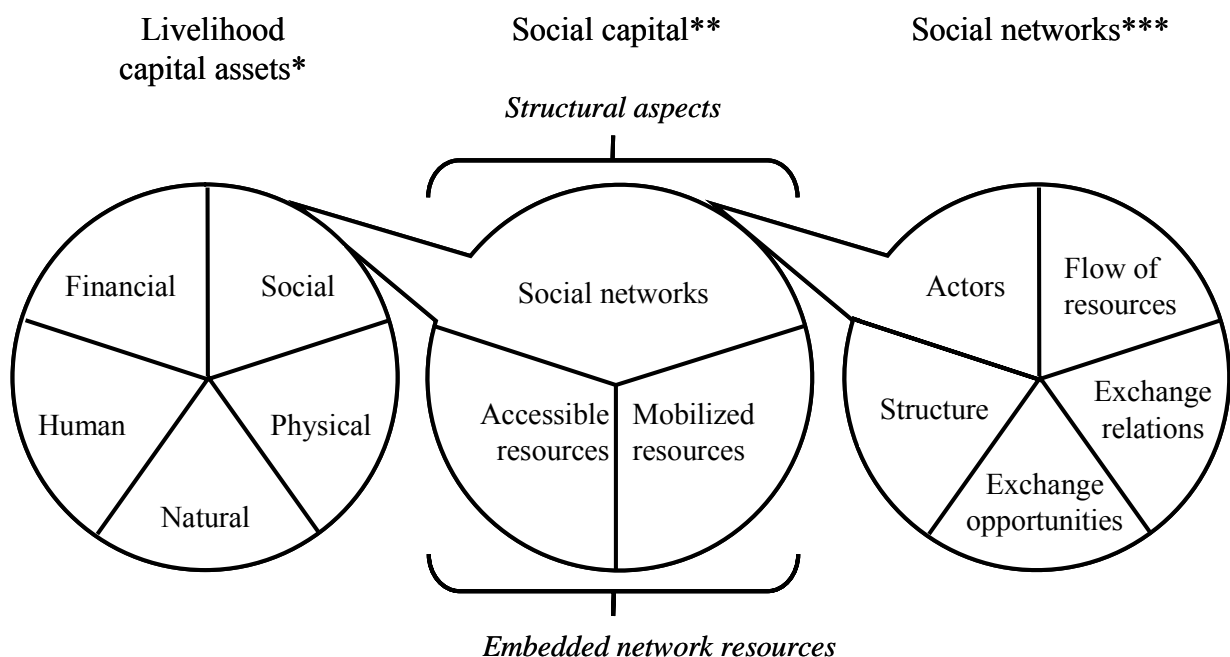 Livelihood
capital assets*
Social capital**
Social networks***
Structural aspects
Financial
Social
Human
Physical
Natural
Social networks
Accessible
resources
Mobilized
resources
Actors
Flow of
resources
Structure
Exchange
relations
Exchange
opportunities
Embedded network resources